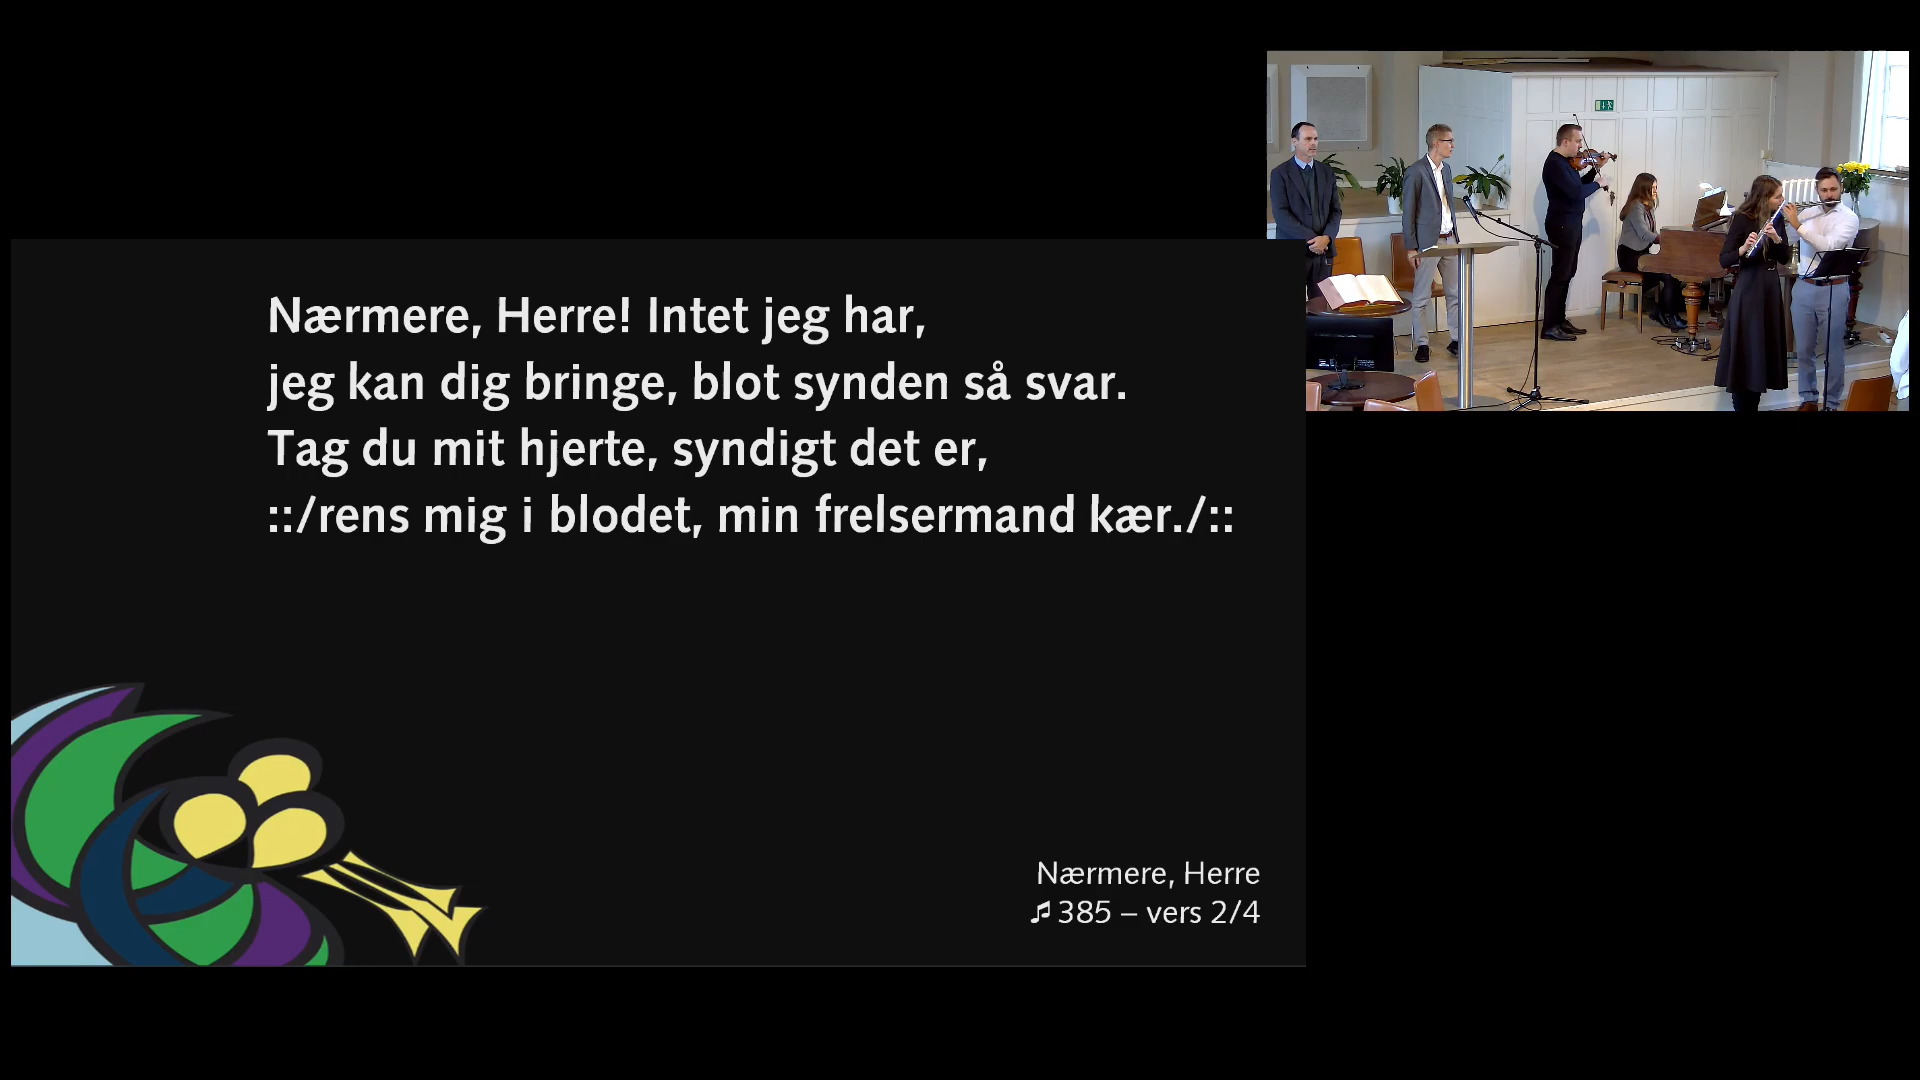 Nærmere, Herre! Intet jeg har,
jeg kan dig bringe, blot synden så svar.
Tag du mit hjerte, syndigt det er,
::/rens mig i blodet, min frelsermand kær./::
Nærmere, Herre
♫ 385 – vers 2/4